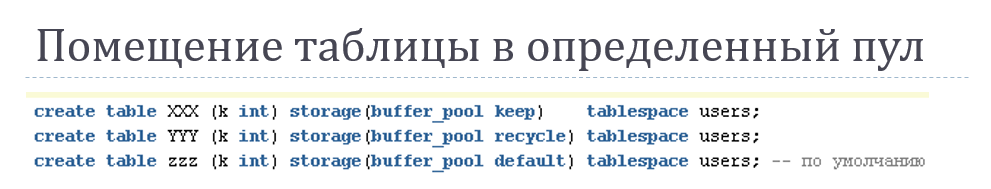 Помещение таблицы в определенный пул
create table XXX (k int) storage(buffer_pool keep) tablespace users;
create table YYY (k int) storage(buffer_pool recycle) tablespace users;
create table zzz (k int) storage(buffer_pool default) tablespace users; -- по умолчанию